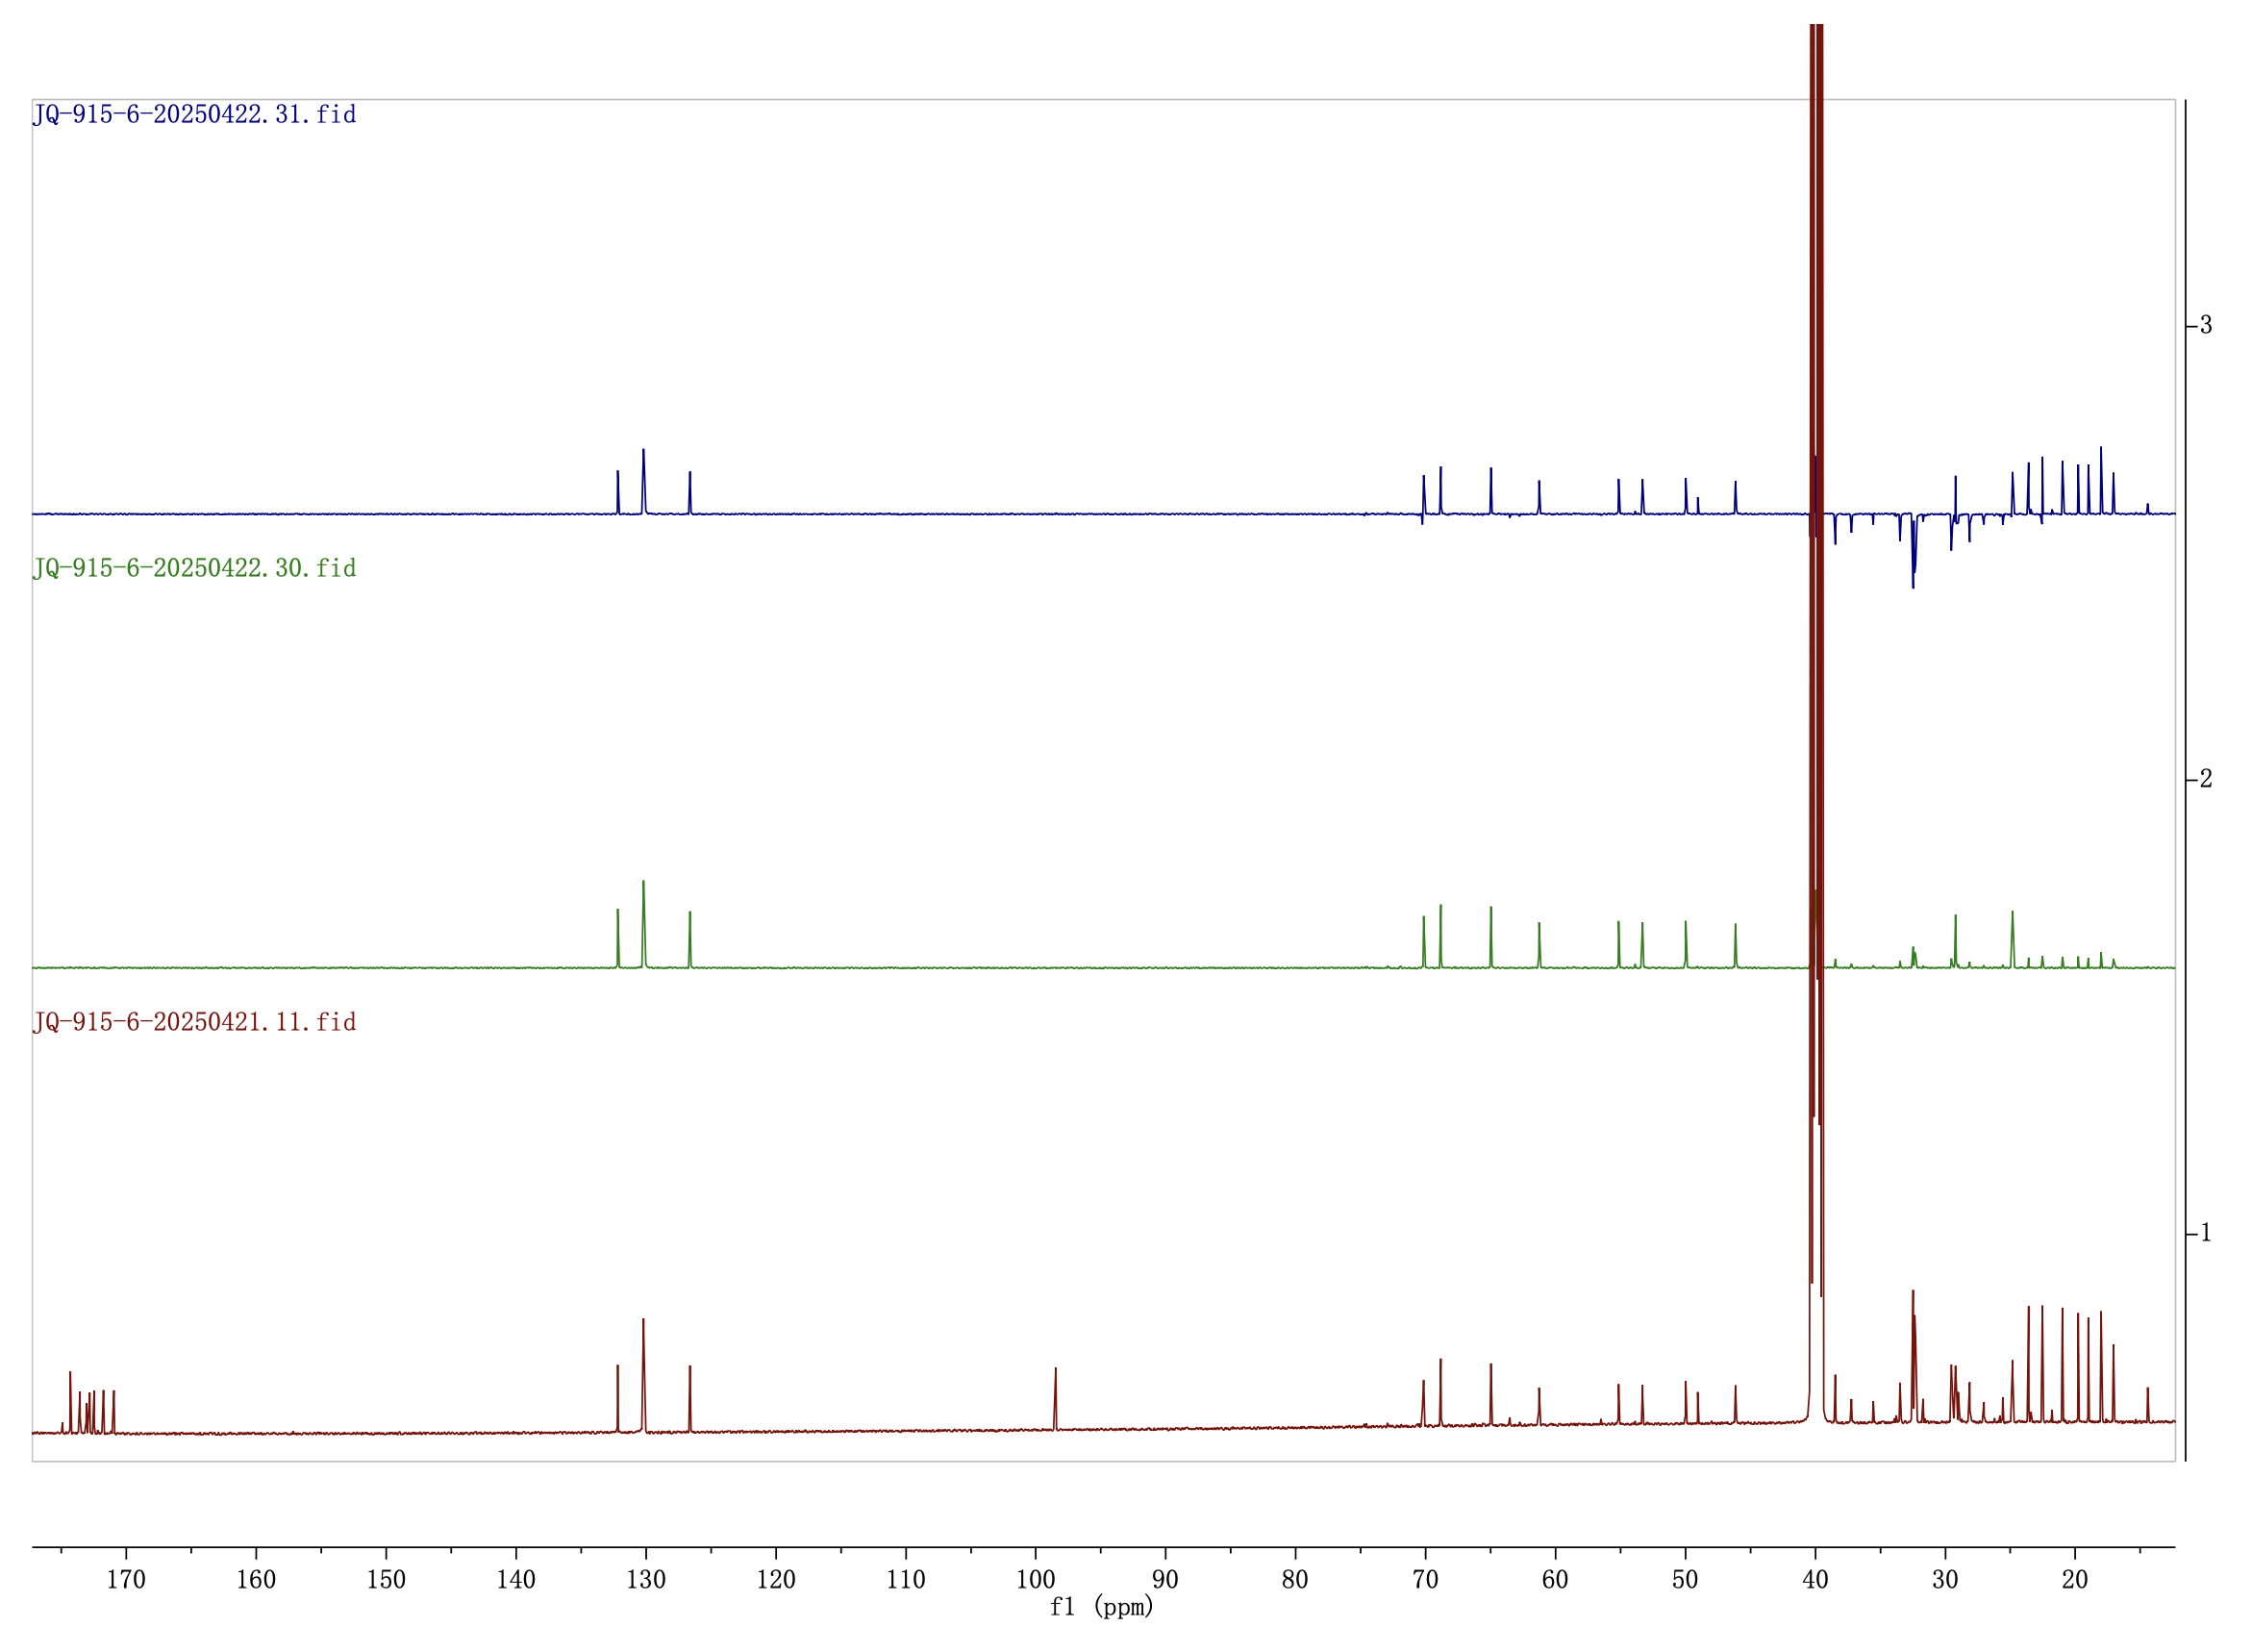 JQ-915-6-20250422.31.fid
3
JQ-915-6-20250422.30.fid
2
JQ-915-6-20250421.11.fid
1
170 160 150 140 130 120 110 100 90 80 70 60 50 40 30 20
f1 (ppm)